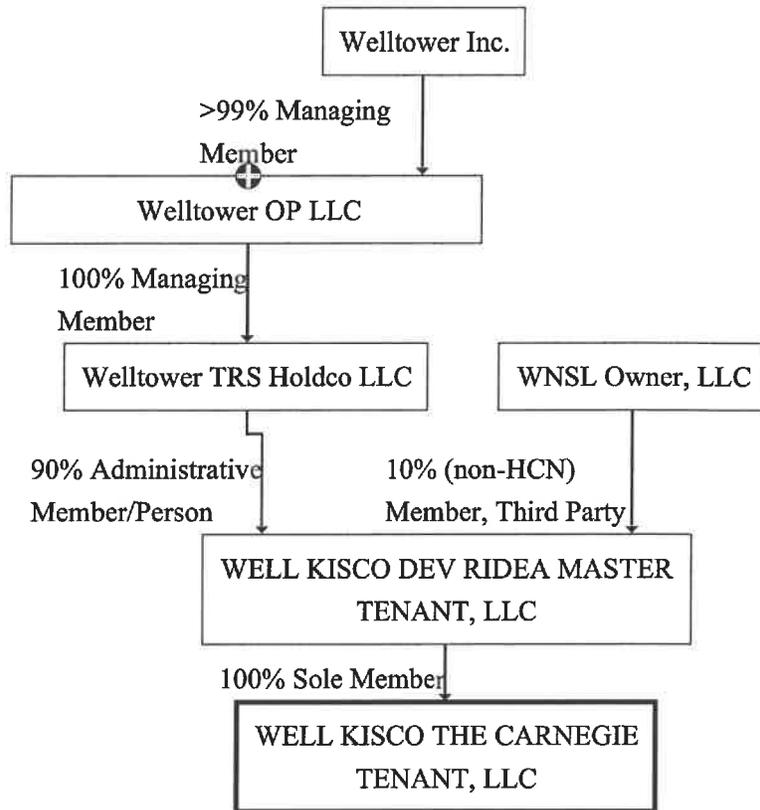 Welltower Inc.
>99% Managing
Member
Welltower OP LLC
100% Managing
Member
Welltower TRS Holdco LLC
WNSL Owner, LLC
90% Administrative
Member/Person
10% (non-HCN)
Member, Third Party
WELL KISCO DEV RIDEA MASTER
TENANT, LLC
100% Sole Member
WELL KISCO THE CARNEGIE
TENANT, LLC